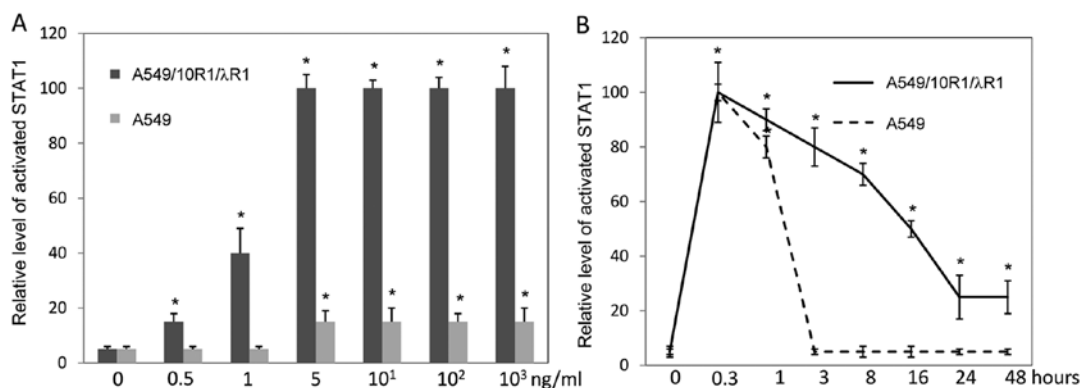 A
Relative level of activated STAT1
120
100
80
60
40
20
0
A549/10R1/λR1
A549
* * * * * *
* * * *
0 0.5 1 5 10¹ 10² 10³ ng/ml
B
Relative level of activated STAT1
120
100
80
60
40
20
0
A549/10R1/λR1
A549
* * * * * * *
*
0 0.3 1 3 8 16 24 48 hours